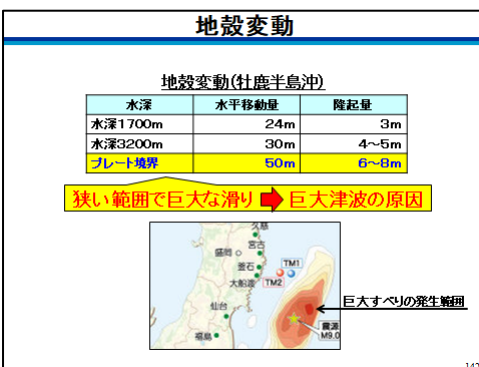 地殻変動
地殻変動(牡鹿半島沖)
水深 水平移動量 隆起量
水深1700m 24m 3m
水深3200m 30m 4～5m
プレート境界 50m 6～8m
狭い範囲で巨大な滑り ➡ 巨大津波の原因
久慈
盛岡 宮古
TM1
釜石
TM2
大船渡
巨大すべりの発生範囲
仙台
震源
M9.0
福島
142